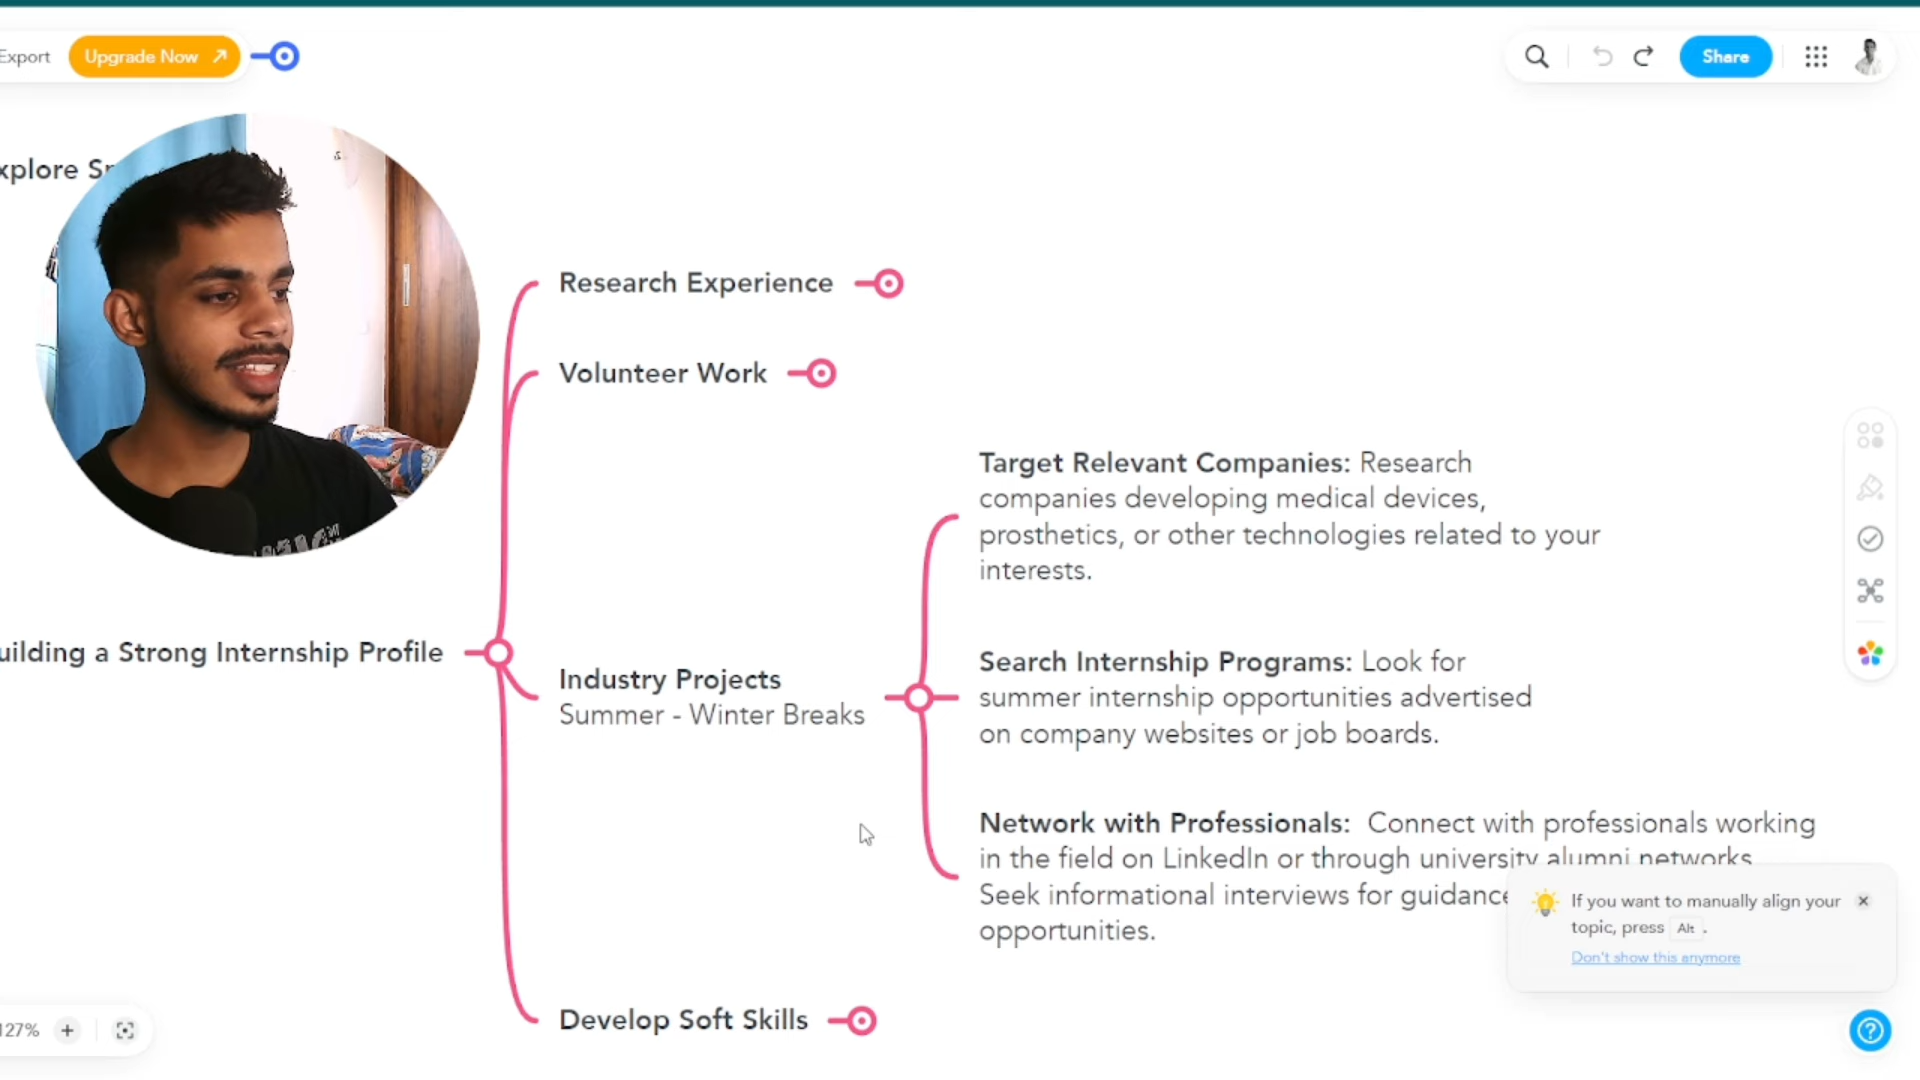 Export
Upgrade Now
Share
xplore S
Research Experience
Volunteer Work
Target Relevant Companies: Research
companies developing medical devices,
prosthetics, or other technologies related to your
interests.
uilding a Strong Internship Profile
Industry Projects
Summer - Winter Breaks
Search Internship Programs: Look for
summer internship opportunities advertised
on company websites or job boards.
Network with Professionals: Connect with professionals working
in the field on LinkedIn or through university alumni networks
Seek informational interviews for guidance
opportunities.
If you want to manually align your
topic, press Alt .
Don't show this anymore
Develop Soft Skills
127%